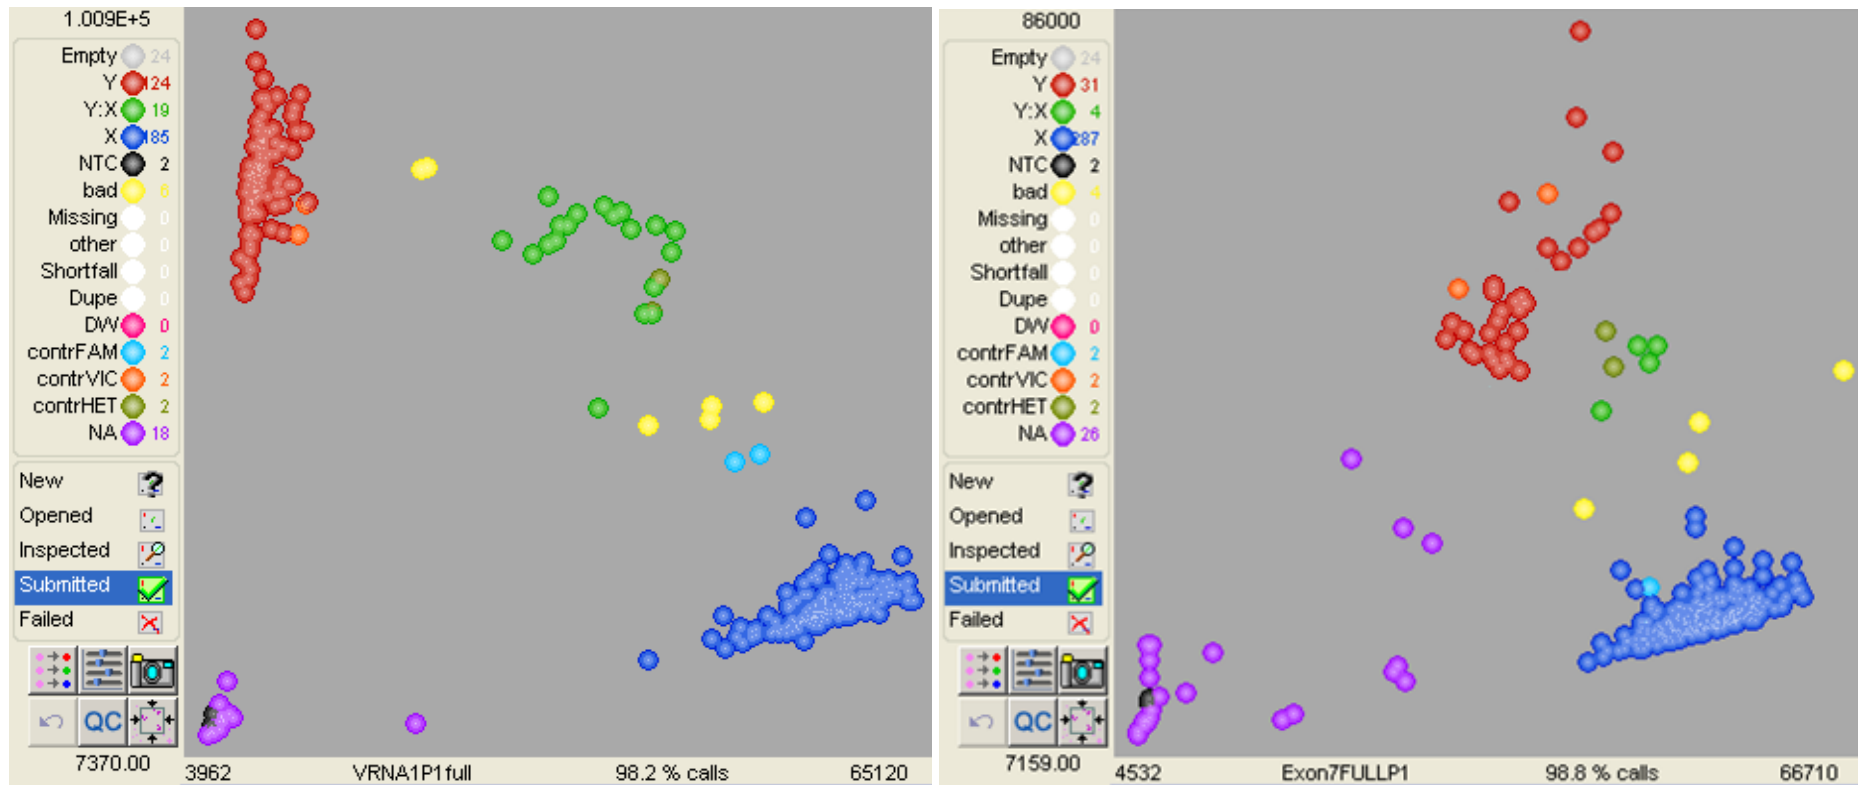 1.009E+5
Empty 24
Y 124
Y:X 19
X 185
NTC 2
bad 6
Missing 0
other 0
Shortfall 0
Dupe 0
DW 0
contrFAM 2
contrVIC 2
contrHET 2
NA 18
New
Opened
Inspected
Submitted
Failed
QC
7370.00
3962 VRNA1P1full 98.2 % calls 65120
86000
Empty 24
Y 31
Y:X 4
X 287
NTC 2
bad 4
Missing 0
other 0
Shortfall 0
Dupe 0
DW 0
contrFAM 2
contrVIC 2
contrHET 2
NA 26
New
Opened
Inspected
Submitted
Failed
QC
7159.00
4532 Exon7FULLP1 98.8 % calls 66710